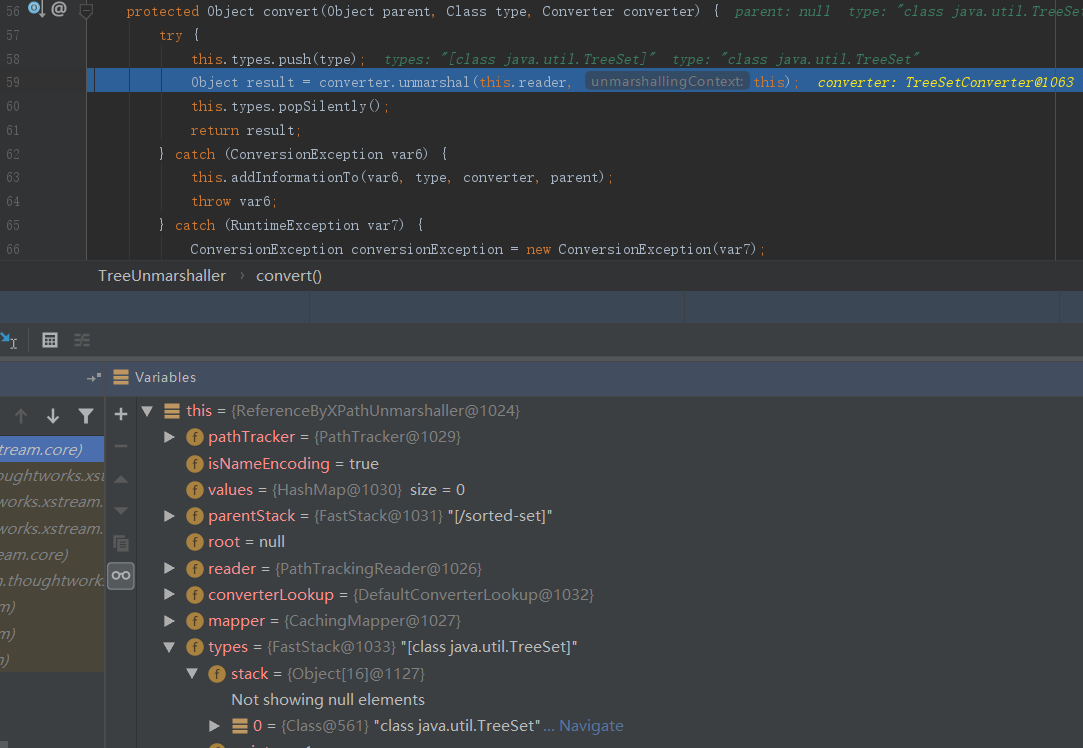 56 protected Object convert(Object parent, Class type, Converter converter) { parent: null type: "class java.util.TreeSet
57 try {
58 this.types.push(type); types: "[class java.util.TreeSet]" type: "class java.util.TreeSet"
59 Object result = converter.unmarshal(this.reader, unmarshallingContext: this); converter: TreeSetConverter@1063
60 this.types.popSilently();
61 return result;
62 } catch (ConversionException var6) {
63 this.addInformationTo(var6, type, converter, parent);
64 throw var6;
65 } catch (RuntimeException var7) {
66 ConversionException conversionException = new ConversionException(var7);
TreeUnmarshaller › convert()
Variables
this = {ReferenceByXPathUnmarshaller@1024}
pathTracker = {PathTracker@1029}
tream.core)
isNameEncoding = true
oughtworks.xst
values = {HashMap@1030} size = 0
works.xstream.
parentStack = {FastStack@1031} "[/sorted-set]"
works.xstream.
root = null
eam.core)
reader = {PathTrackingReader@1026}
n.thoughtwork
converterLookup = {DefaultConverterLookup@1032}
m)
mapper = {CachingMapper@1027}
m)
types = {FastStack@1033} "[class java.util.TreeSet]"
)
stack = {Object[16]@1127}
Not showing null elements
0 = {Class@561} "class java.util.TreeSet" ... Navigate